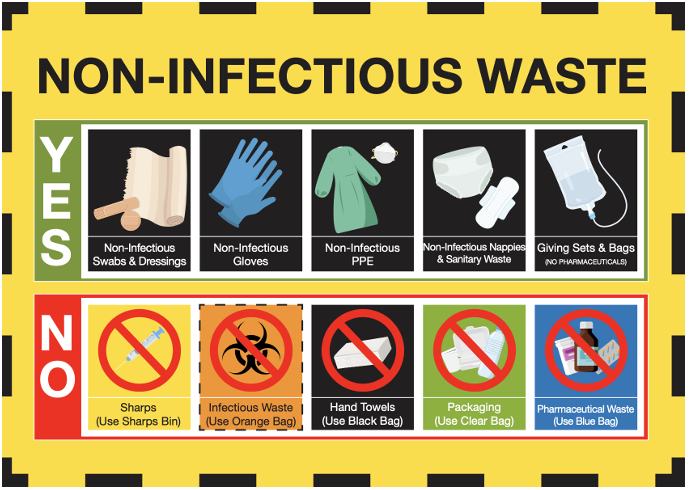 NON-INFECTIOUS WASTE
YES
Non-Infectious
Swabs & Dressings
Non-Infectious
Gloves
Non-Infectious
PPE
Non-Infectious Nappies
& Sanitary Waste
Giving Sets & Bags
(NO PHARMACEUTICALS)
NO
Sharps
(Use Sharps Bin)
Infectious Waste
(Use Orange Bag)
Hand Towels
(Use Black Bag)
Packaging
(Use Clear Bag)
Pharmaceutical Waste
(Use Blue Bag)